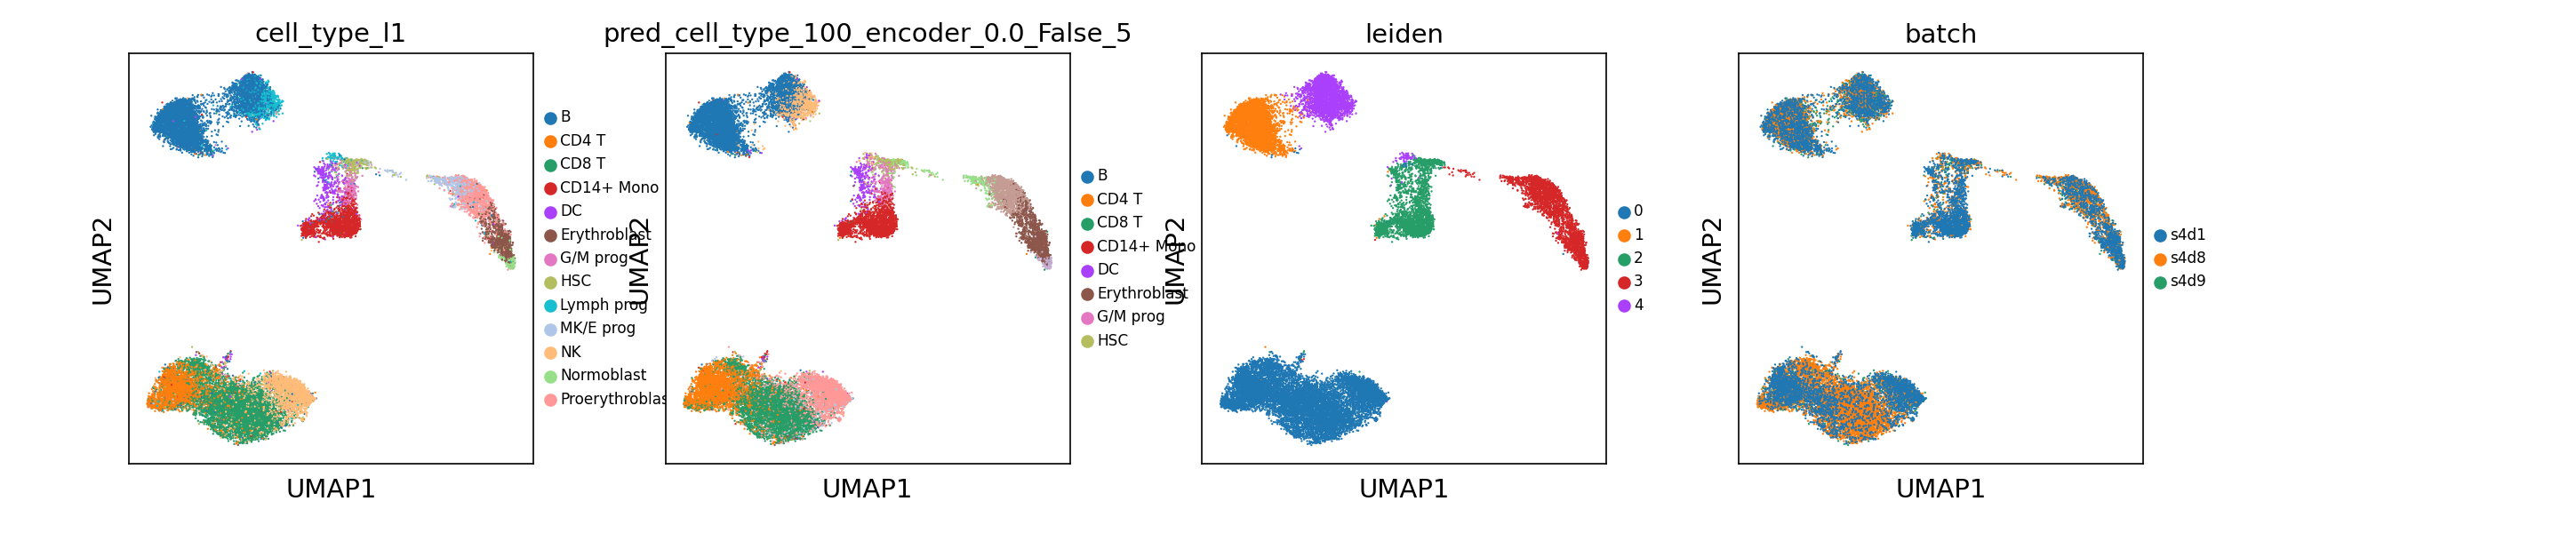 cell_type_l1
B
CD4 T
CD8 T
CD14+ Mono
DC
Erythroblast
G/M prog
HSC
Lymph prog
MK/E prog
NK
Normoblast
Proerythroblas
UMAP2
UMAP1
pred_cell_type_100_encoder_0.0_False_5
B
CD4 T
CD8 T
CD14+ Mono
DC
Erythroblast
G/M prog
HSC
UMAP2
UMAP1
leiden
0
1
2
3
4
UMAP2
UMAP1
batch
s4d1
s4d8
s4d9
UMAP2
UMAP1